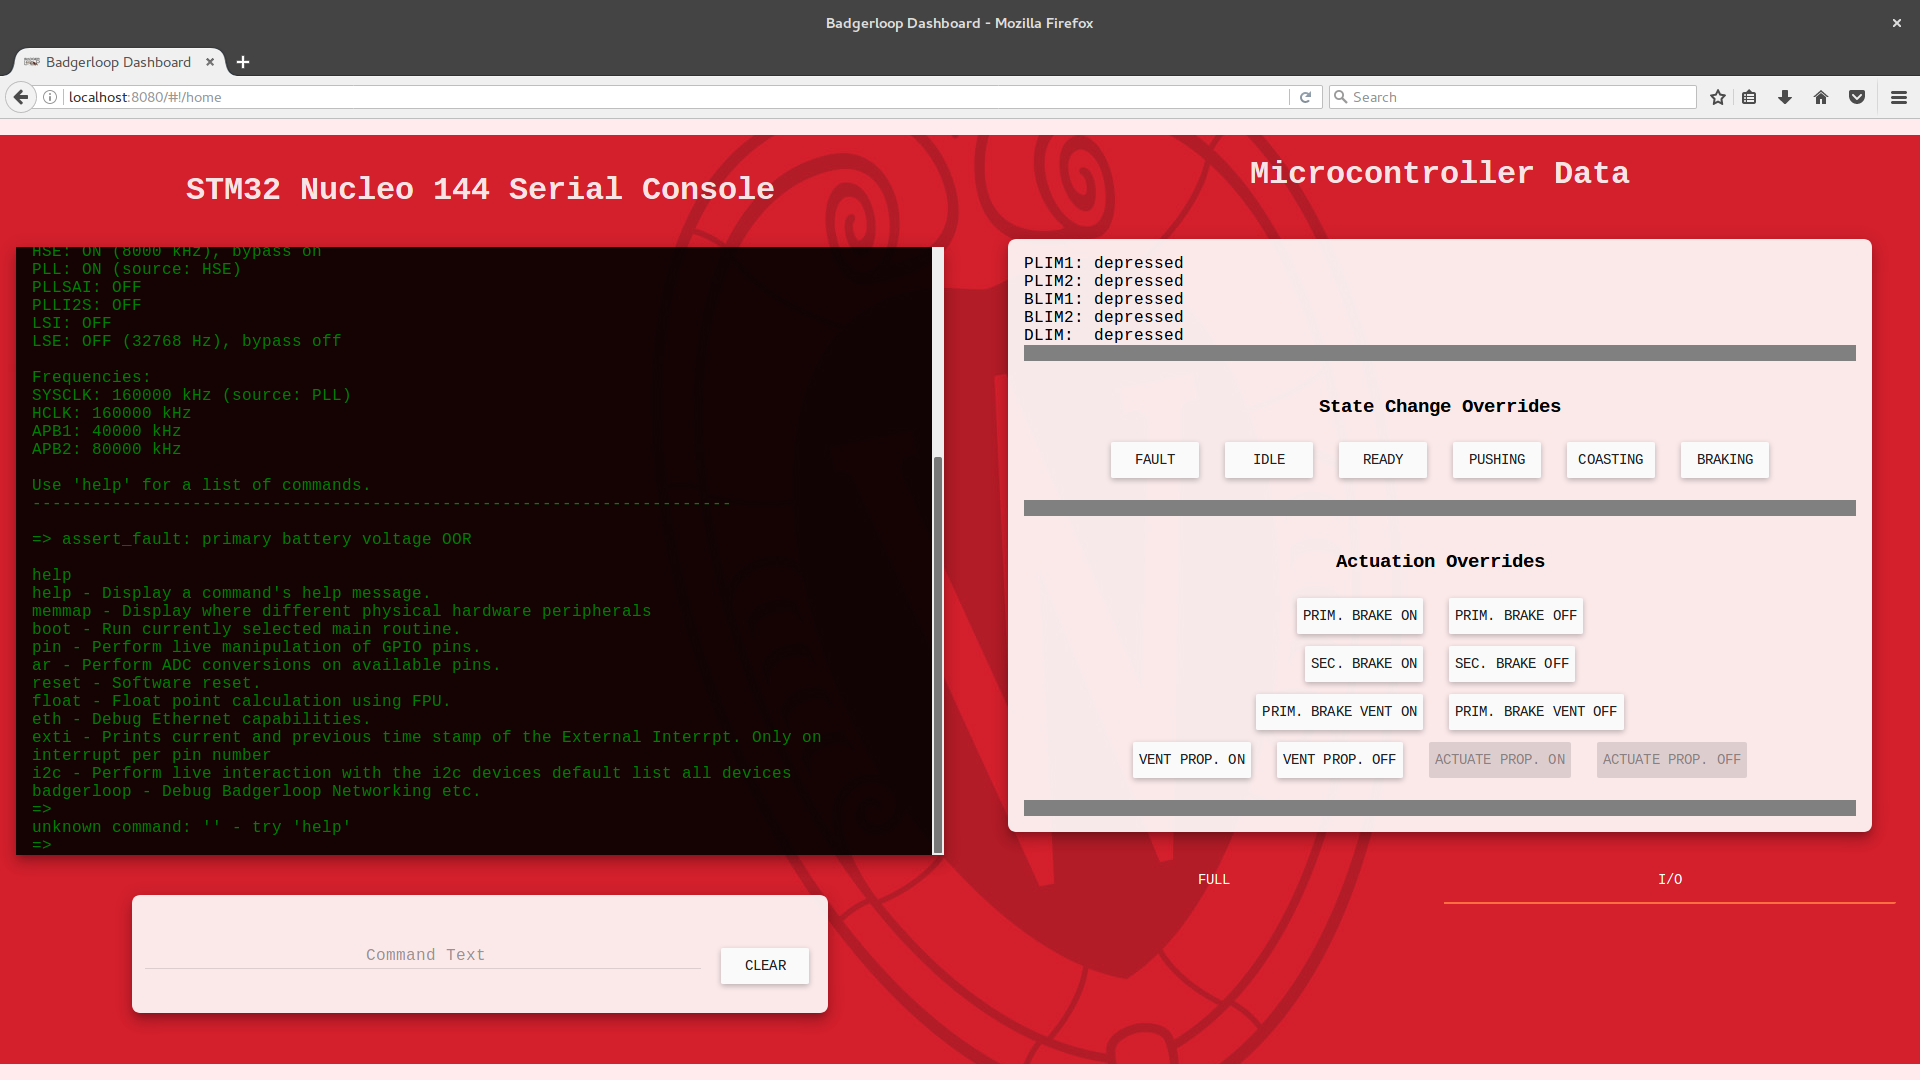 Badgerloop Dashboard - Mozilla Firefox
Badgerloop Dashboard
localhost:8080/#!/home
Search
STM32 Nucleo 144 Serial Console
HSE: ON (8000 kHz), bypass on
PLL: ON (source: HSE)
PLLSAI: OFF
PLLI2S: OFF
LSI: OFF
LSE: OFF (32768 Hz), bypass off
Frequencies:
SYSCLK: 160000 kHz (source: PLL)
HCLK: 160000 kHz
APB1: 40000 kHz
APB2: 80000 kHz
Use 'help' for a list of commands.
----------------------------------------------------------------------
=> assert_fault: primary battery voltage OOR
help
help - Display a command's help message.
memmap - Display where different physical hardware peripherals
boot - Run currently selected main routine.
pin - Perform live manipulation of GPIO pins.
ar - Perform ADC conversions on available pins.
reset - Software reset.
float - Float point calculation using FPU.
eth - Debug Ethernet capabilities.
exti - Prints current and previous time stamp of the External Interrpt. Only on
interrupt per pin number
i2c - Perform live interaction with the i2c devices default list all devices
badgerloop - Debug Badgerloop Networking etc.
=>
unknown command: '' - try 'help'
=>
Command Text
CLEAR
Microcontroller Data
PLIM1: depressed
PLIM2: depressed
BLIM1: depressed
BLIM2: depressed
DLIM:  depressed
State Change Overrides
FAULT IDLE READY PUSHING COASTING BRAKING
Actuation Overrides
PRIM. BRAKE ON PRIM. BRAKE OFF
SEC. BRAKE ON SEC. BRAKE OFF
PRIM. BRAKE VENT ON PRIM. BRAKE VENT OFF
VENT PROP. ON VENT PROP. OFF ACTUATE PROP. ON ACTUATE PROP. OFF
FULL I/O